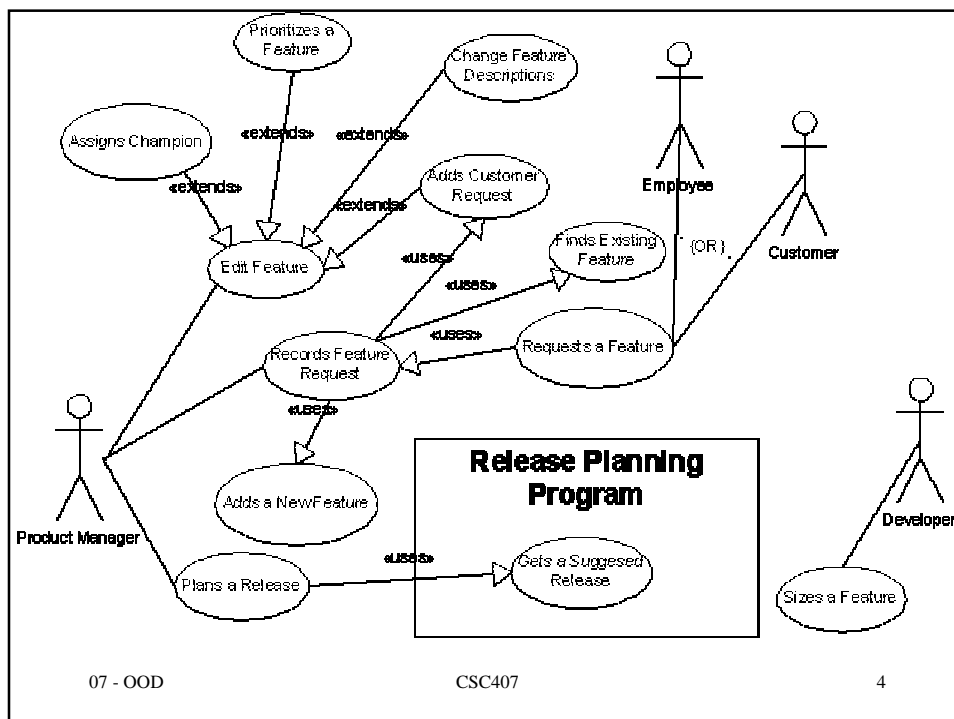 Prioritizes a
Feature
Change Feature
Descriptions
«extends»
«extends»
Assigns Champion
«extends»
Adds Customer
Request
«extends»
Employee
{OR}
Customer
Edit Feature
«uses»
Finds Existing
Feature
«uses»
«uses»
Records Feature
Request
Requests a Feature
«uses»
Release Planning
Program
Adds a New Feature
Product Manager
Developer
«uses»
Gets a Suggesed
Release
Plans a Release
Sizes a Feature
07 - OOD
CSC407
4